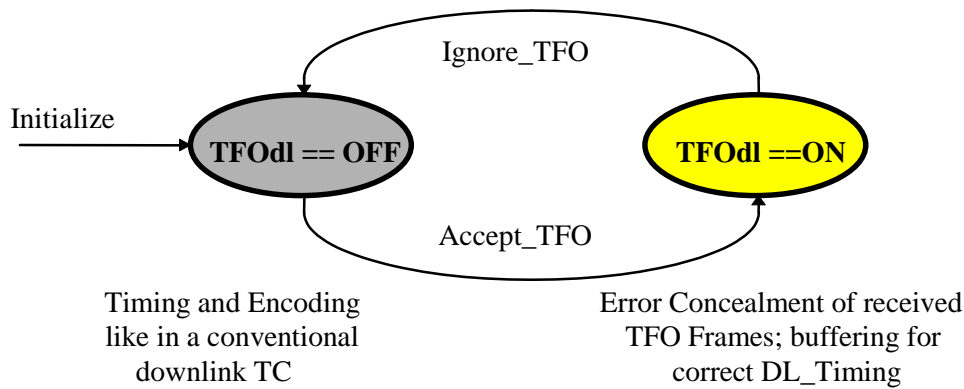 Ignore_TFO
Initialize
TFOdl == OFF
TFOdl ==ON
Accept_TFO
Timing and Encoding
like in a conventional
downlink TC
Error Concealment of received
TFO Frames; buffering for
correct DL_Timing